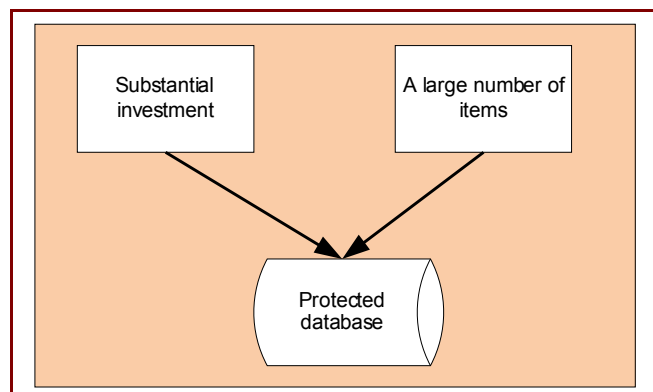 Substantial
investment
A large number of
items
Protected
database